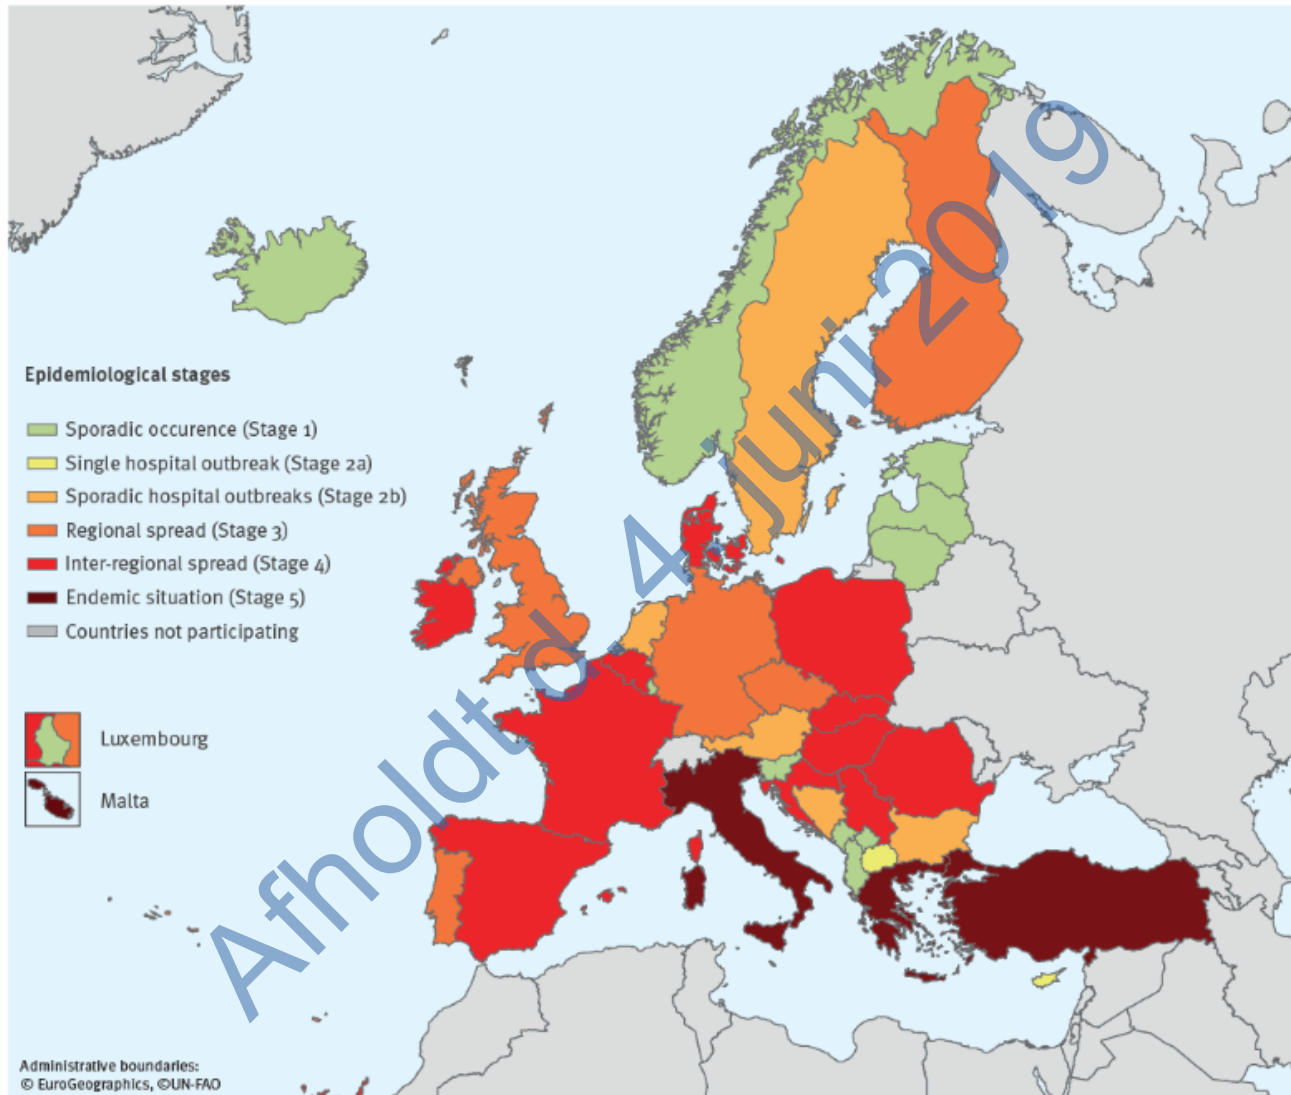 Epidemiological stages
Sporadic occurence (Stage 1)
Single hospital outbreak (Stage 2a)
Sporadic hospital outbreaks (Stage 2b)
Regional spread (Stage 3)
Inter-regional spread (Stage 4)
Endemic situation (Stage 5)
Countries not participating
Luxembourg
Malta
Afholdt d. 4. juni 2019
Administrative boundaries:
© EuroGeographics, ©UN-FAO